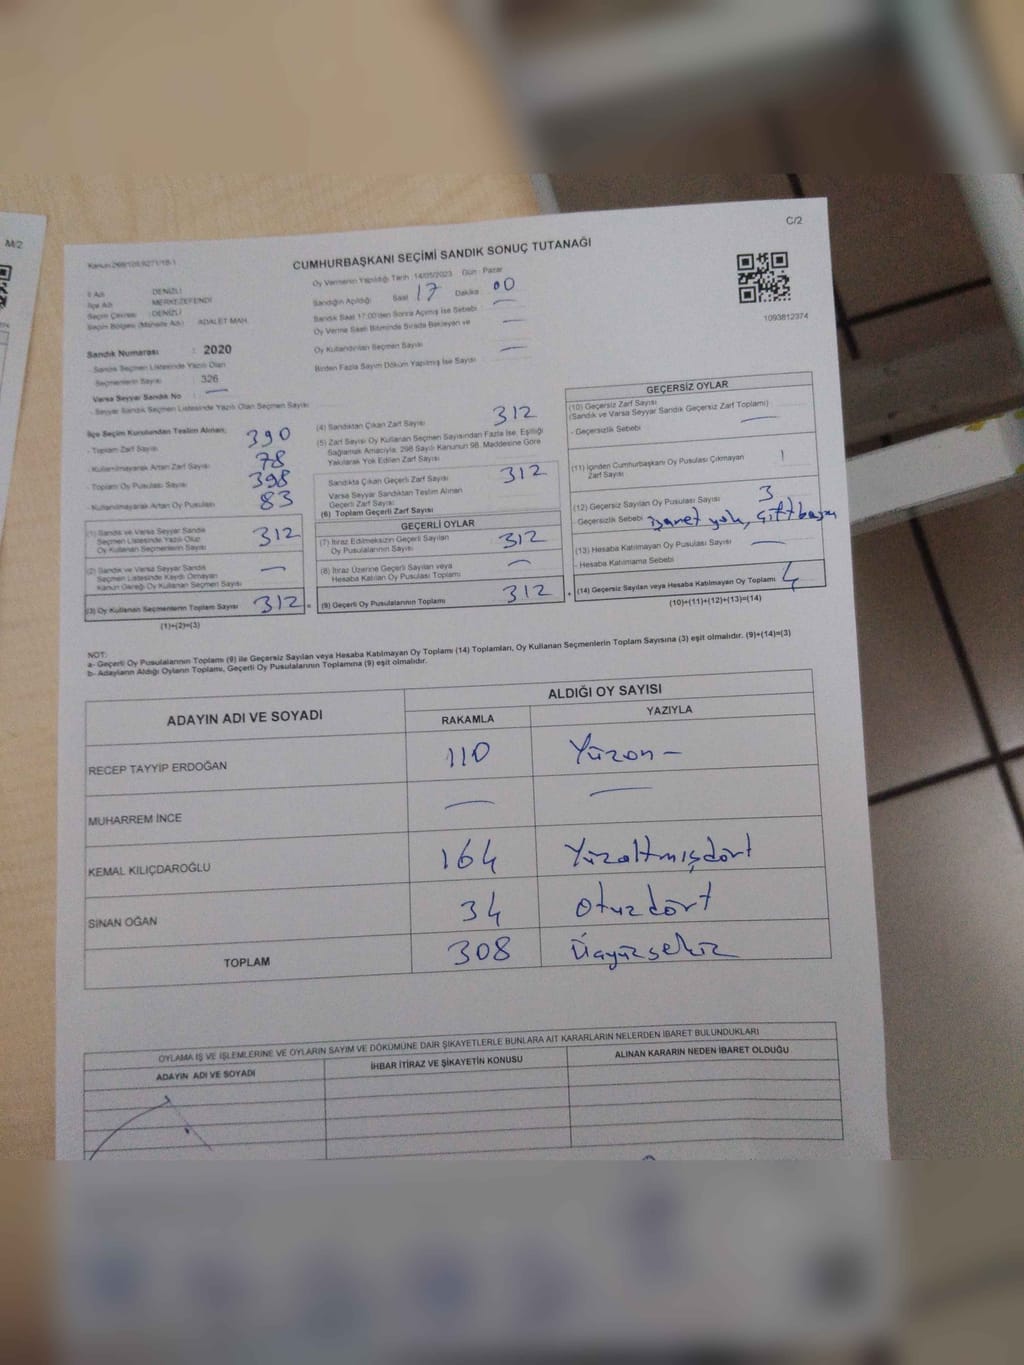 M/2
C/2
CUMHURBAŞKANI SEÇİMİ SANDIK SONUÇ TUTANAĞI
1093812374
İl Adı : DENİZLİ
İlçe Adı : MERKEZEFENDİ
Seçim Çevresi : DENİZLİ
Seçim Bölgesi (Mahalle Adı) : ADALET MAH.
Sandık Numarası : 2020
- Sandık Seçmen Listesinde Yazılı Olan
Seçmenlerin Sayısı : 326
Varsa Seyyar Sandık No : —
- Seyyar Sandık Seçmen Listesinde Yazılı Olan Seçmen Sayısı:
Oy Vermenin Yapıldığı Tarih : 14/05/2023 Gün : Pazar
Sandığın Açıldığı Saat 17 Dakika 00
Sandık Saat 17:00'den Sonra Açılmış İse Sebebi —
Oy Verme Saati Bitiminde Sırada Bekleyen ve
Oy Kullandırılan Seçmen Sayısı —
Birden Fazla Sayım Döküm Yapılmış İse Sayısı —
İlçe Seçim Kurulundan Teslim Alınan;
- Toplam Zarf Sayısı : 390
- Kullanılmayarak Artan Zarf Sayısı : 78
- Toplam Oy Pusulası Sayısı : 398
- Kullanılmayarak Artan Oy Pusulası : 83
(1) Sandık ve Varsa Seyyar Sandık
Seçmen Listesinde Yazılı Olup
Oy Kullanan Seçmenlerin Sayısı : 312
(2) Sandık ve Varsa Seyyar Sandık
Seçmen Listesinde Kaydı Olmayan
Kanun Gereği Oy Kullanan Seçmen Sayısı : —
(3) Oy Kullanan Seçmenlerin Toplam Sayısı : 312 =
(1)+(2)=(3)
(4) Sandıktan Çıkan Zarf Sayısı : 312
(5) Zarf Sayısı Oy Kullanan Seçmen Sayısından Fazla İse, Eşitliği
Sağlamak Amacıyla; 298 Sayılı Kanunun 98. Maddesine Göre
Yakılarak Yok Edilen Zarf Sayısı :
Sandıkta Çıkan Geçerli Zarf Sayısı : 312
Varsa Seyyar Sandıktan Teslim Alınan
Geçerli Zarf Sayısı:
(6) Toplam Geçerli Zarf Sayısı
GEÇERLİ OYLAR
(7) İtiraz Edilmeksizin Geçerli Sayılan
Oy Pusulalarının Sayısı : 312
(8) İtiraz Üzerine Geçerli Sayılan veya
Hesaba Katılan Oy Pusulası Toplamı : —
(9) Geçerli Oy Pusulalarının Toplamı : 312 +
GEÇERSİZ OYLAR
(10) Geçersiz Zarf Sayısı
(Sandık ve Varsa Seyyar Sandık Geçersiz Zarf Toplamı) : —
- Geçersizlik Sebebi :
(11) İçinden Cumhurbaşkanı Oy Pusulası Çıkmayan
Zarf Sayısı : 1
(12) Geçersiz Sayılan Oy Pusulası Sayısı : 3
- Geçersizlik Sebebi : işaret yok, çift basım
(13) Hesaba Katılmayan Oy Pusulası Sayısı : —
- Hesaba Katılmama Sebebi :
(14) Geçersiz Sayılan veya Hesaba Katılmayan Oy Toplamı : 4
(10)+(11)+(12)+(13)=(14)
NOT:
a- Geçerli Oy Pusulalarının Toplamı (9) ile Geçersiz Sayılan veya Hesaba Katılmayan Oy Toplamı (14) Toplamları, Oy Kullanan Seçmenlerin Toplam Sayısına (3) eşit olmalıdır. (9)+(14)=(3)
b- Adayların Aldığı Oyların Toplamı, Geçerli Oy Pusulalarının Toplamına (9) eşit olmalıdır.
ADAYIN ADI VE SOYADI ALDIĞI OY SAYISI
RAKAMLA YAZIYLA
RECEP TAYYİP ERDOĞAN 110 Yüzon —
MUHARREM İNCE — —
KEMAL KILIÇDAROĞLU 164 Yüzaltmışdört
SİNAN OĞAN 34 Otuzdört
TOPLAM 308 Üçyüzsekiz
OYLAMA İŞ VE İŞLEMLERİNE VE OYLARIN SAYIM VE DÖKÜMÜNE DAİR ŞİKAYETLERLE BUNLARA AİT KARARLARIN NELERDEN İBARET BULUNDUKLARI
ADAYIN ADI VE SOYADI İHBAR İTİRAZ VE ŞİKAYETİN KONUSU ALINAN KARARIN NEDEN İBARET OLDUĞU